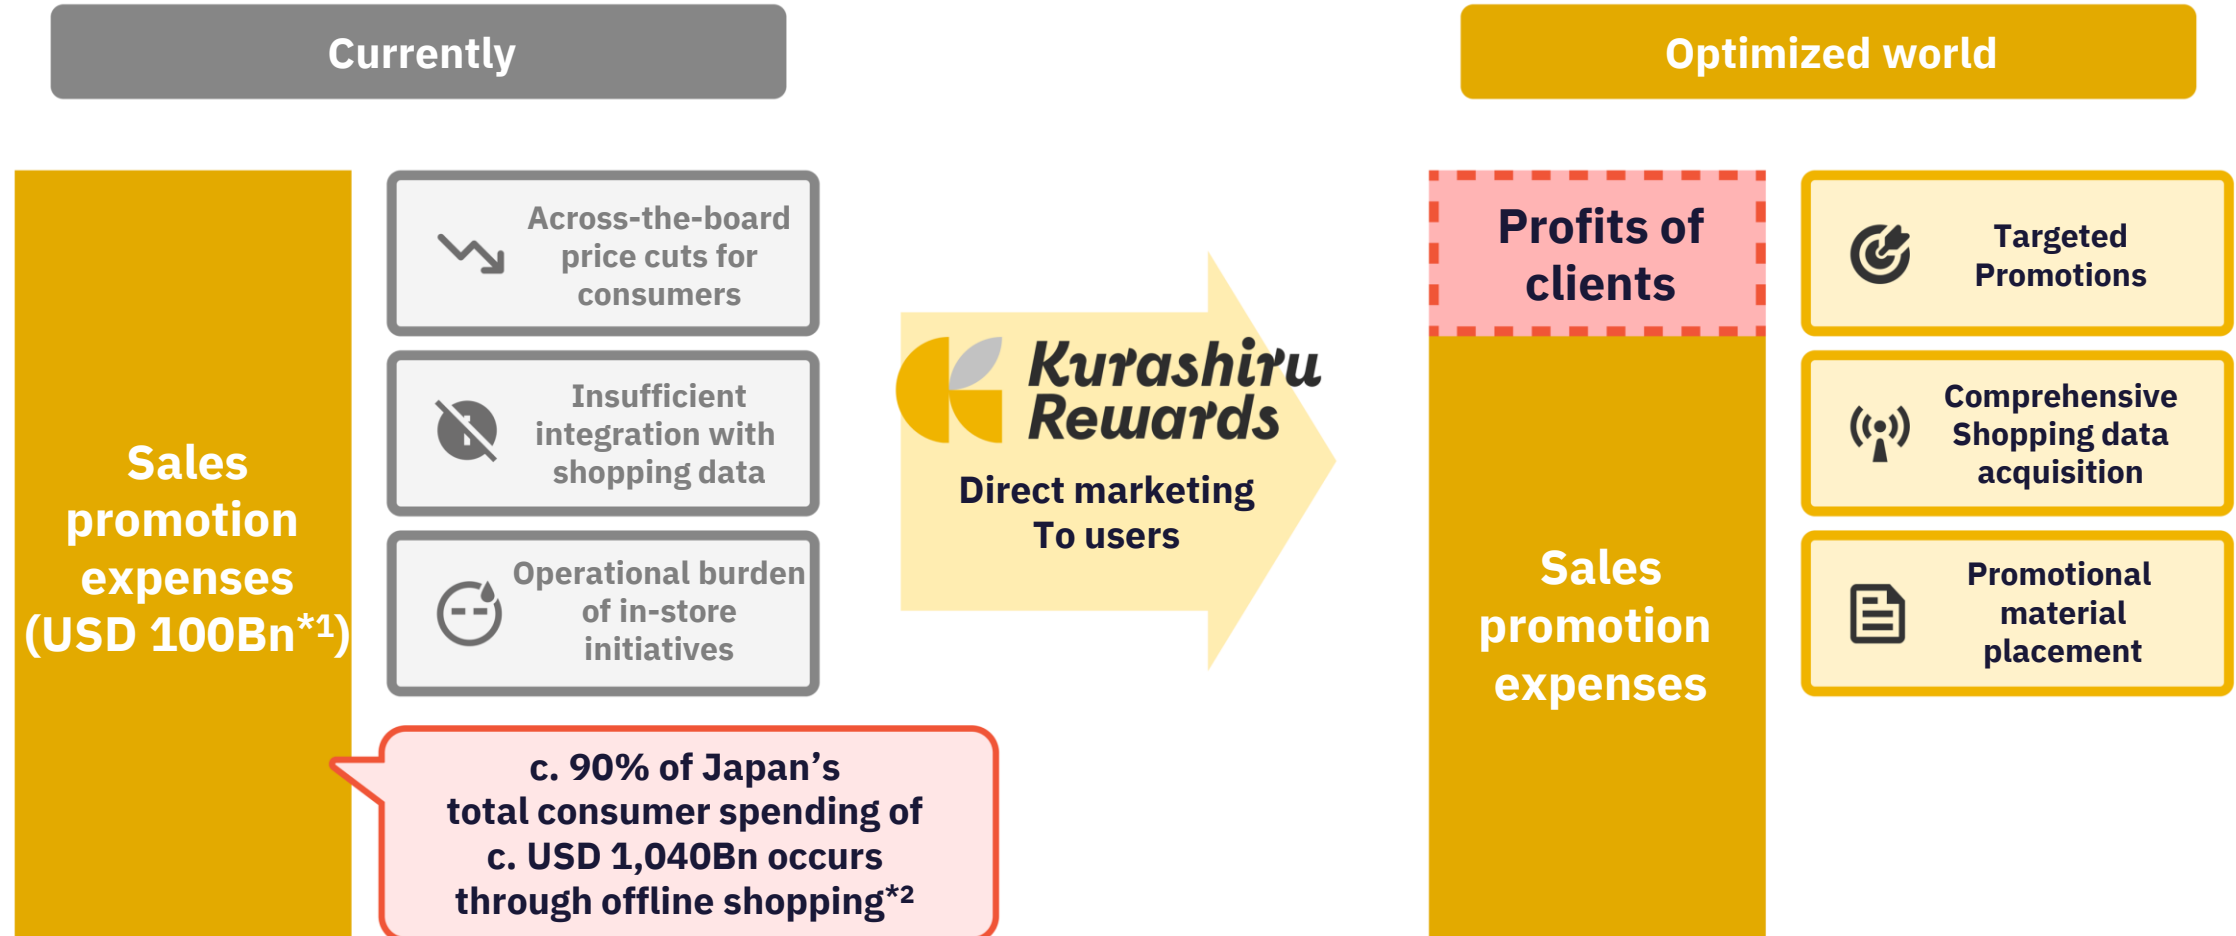 Currently
Optimized world
Sales
promotion
expenses
(USD 100Bn*1)
Across-the-board
price cuts for
consumers
Insufficient
integration with
shopping data
Operational burden
of in-store
initiatives
c. 90% of Japan’s
total consumer spending of
c. USD 1,040Bn occurs
through offline shopping*2
Kurashiru
Rewards
Direct marketing
To users
Profits of
clients
Sales
promotion
expenses
Targeted
Promotions
Comprehensive
Shopping data
acquisition
Promotional
material
placement